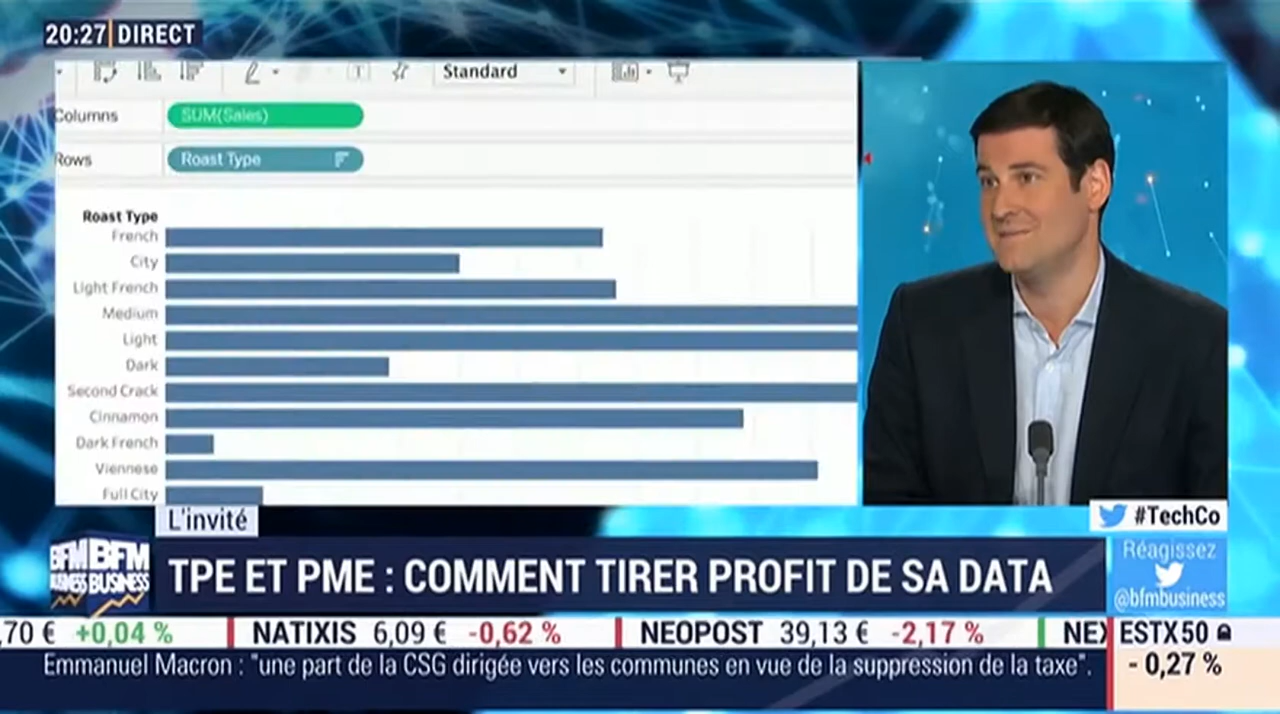 20:27 DIRECT
Standard
Columns SUM(Sales)
Rows Roast Type
Roast Type
French
City
Light French
Medium
Light
Dark
Second Crack
Cinnamon
Dark French
Viennese
Full City
L'invité
#TechCo
BFM BFM
BUSINESS BUSINESS
TPE ET PME : COMMENT TIRER PROFIT DE SA DATA
Réagissez
@bfmbusiness
,70 € +0,04 % NATIXIS 6,09 € -0,62 % NEOPOST 39,13 € -2,17 % NEX
ESTX50
- 0,27 %
Emmanuel Macron : "une part de la CSG dirigée vers les communes en vue de la suppression de la taxe".